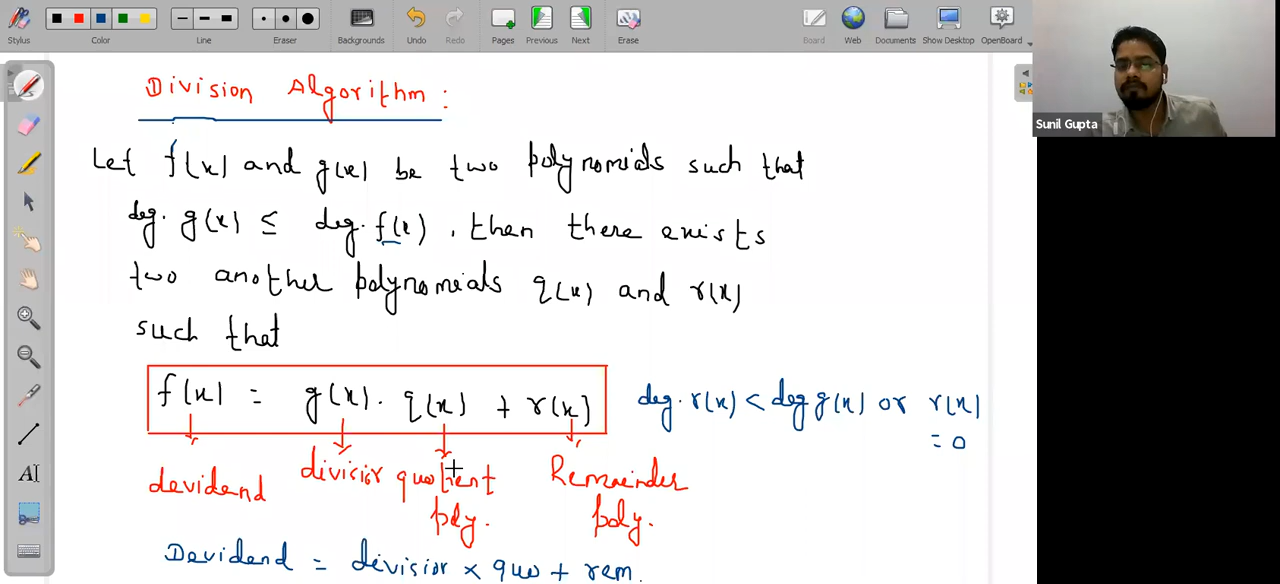 Stylus Color Line Eraser Backgrounds Undo Redo Pages Previous Next Erase Board Web Documents Show Desktop OpenBoard
Sunil Gupta
Division Algorithm :
Let f(x) and g(x) be two polynomials such that
deg. g(x) ≤ deg. f(x) , then there exists
two another polynomials q(x) and r(x)
such that
f(x) = g(x) . q(x) + r(x) deg. r(x) < deg g(x) or r(x)
= 0
devidend divisior quotient Remainder
poly. poly.
Devidend = divisior × quo + rem.